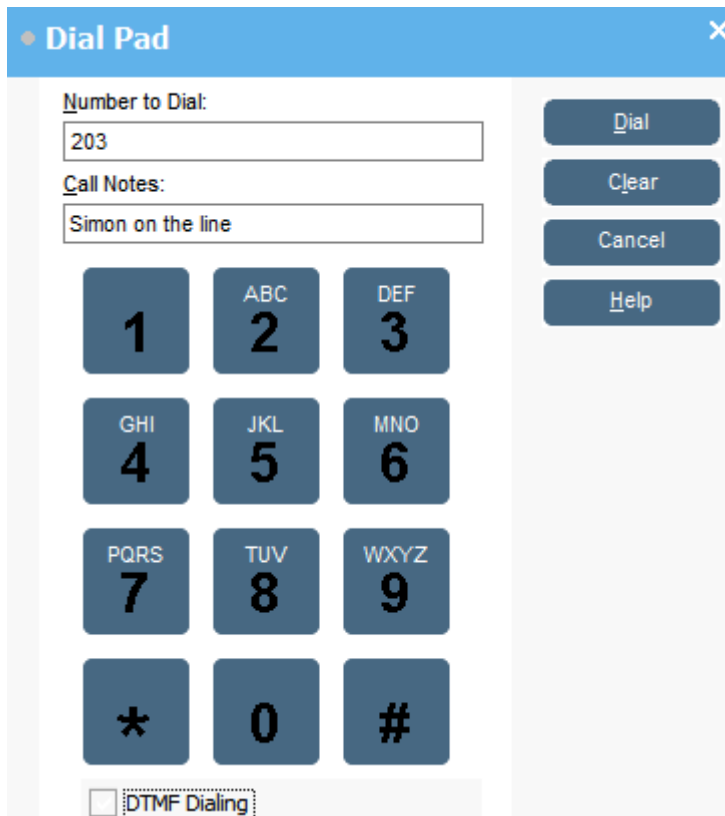 Dial Pad
Number to Dial:
203
Call Notes:
Simon on the line
Dial
Clear
Cancel
Help
1
ABC
2
DEF
3
GHI
4
JKL
5
MNO
6
PQRS
7
TUV
8
WXYZ
9
*
0
#
DTMF Dialing